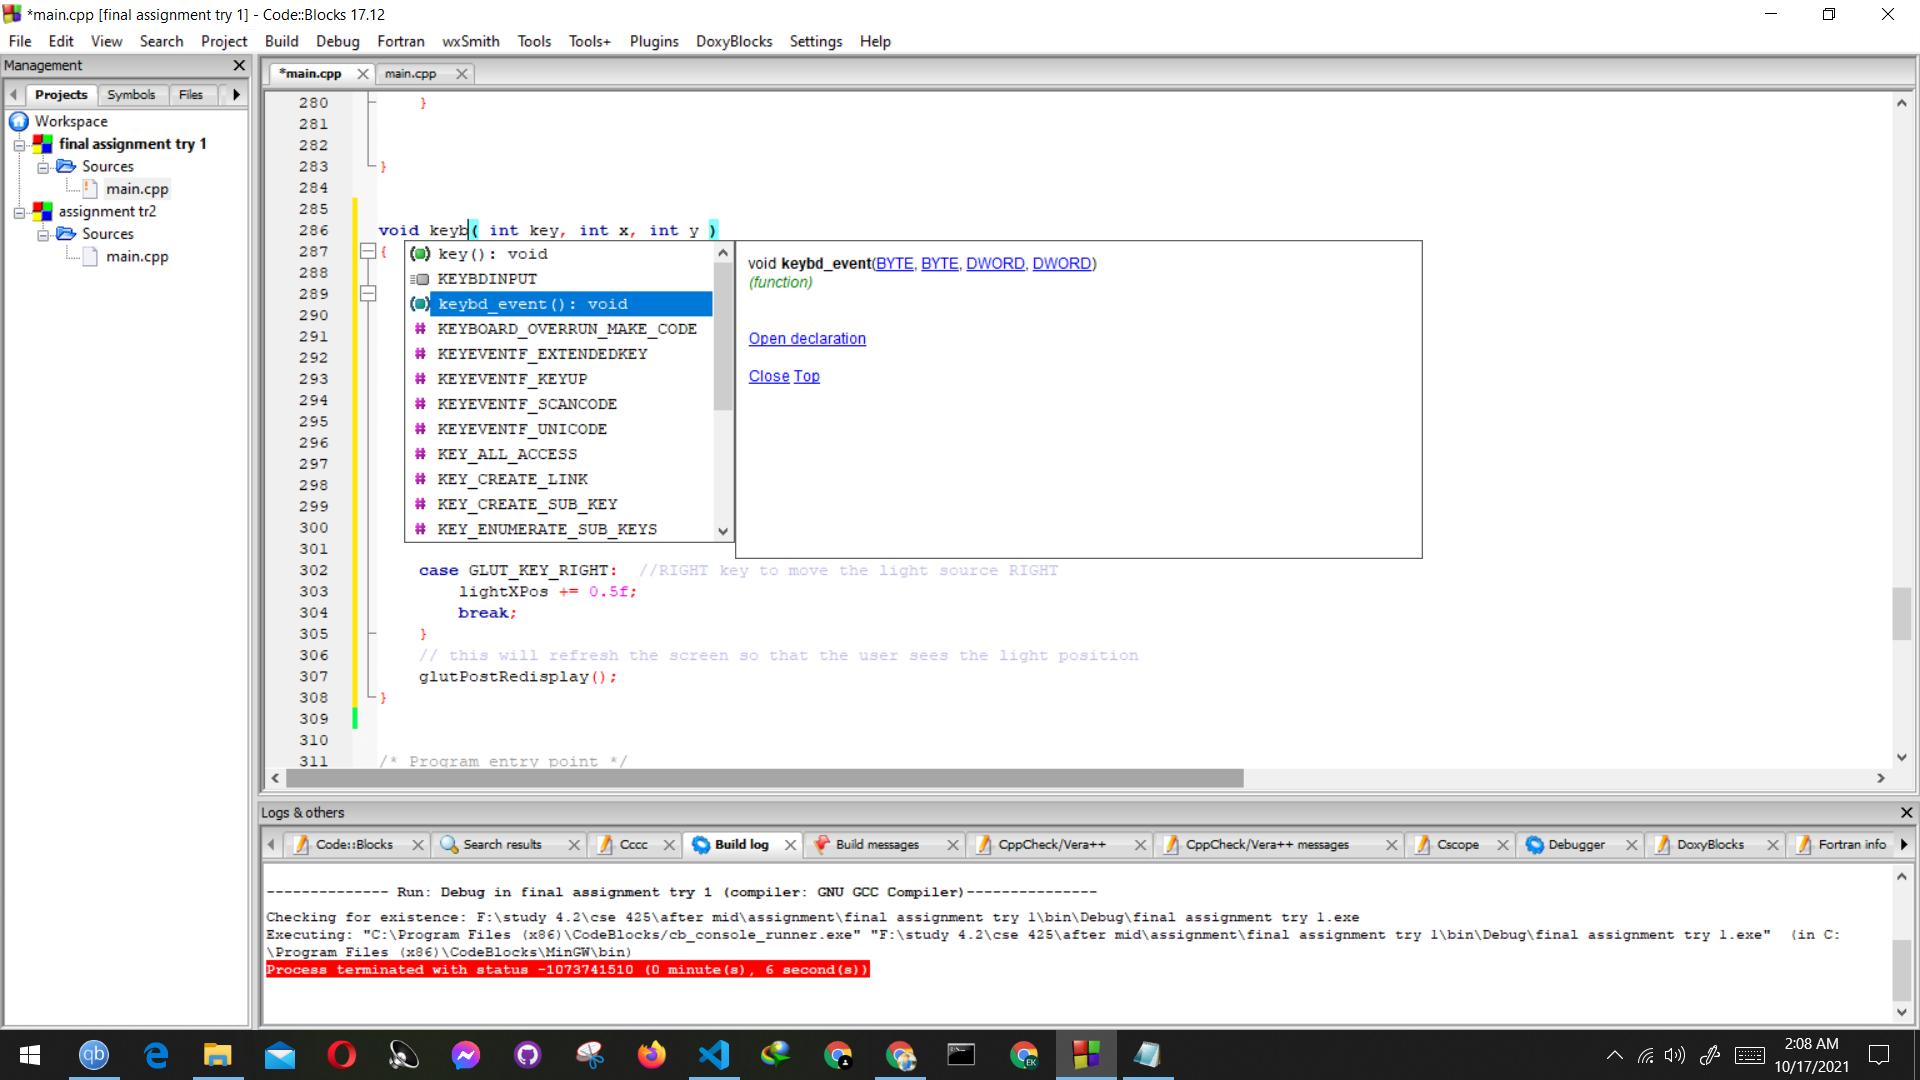 *main.cpp [final assignment try 1] - Code::Blocks 17.12
File Edit View Search Project Build Debug Fortran wxSmith Tools Tools+ Plugins DoxyBlocks Settings Help
Management
Projects Symbols Files
Workspace
final assignment try 1
Sources
main.cpp
assignment tr2
Sources
main.cpp
*main.cpp main.cpp
280 }
281
282
283 }
284
285
286 void keyb( int key, int x, int y )
287 {
288
289
290
291
292
293
294
295
296
297
298
299
300
301
302 case GLUT_KEY_RIGHT: //RIGHT key to move the light source RIGHT
303 lightXPos += 0.5f;
304 break;
305 }
306 // this will refresh the screen so that the user sees the light position
307 glutPostRedisplay();
308 }
309
310
311 /* Program entry point */
key(): void
KEYBDINPUT
keybd_event(): void
# KEYBOARD_OVERRUN_MAKE_CODE
# KEYEVENTF_EXTENDEDKEY
# KEYEVENTF_KEYUP
# KEYEVENTF_SCANCODE
# KEYEVENTF_UNICODE
# KEY_ALL_ACCESS
# KEY_CREATE_LINK
# KEY_CREATE_SUB_KEY
# KEY_ENUMERATE_SUB_KEYS
void keybd_event(BYTE, BYTE, DWORD, DWORD)
(function)
Open declaration
Close Top
Logs & others
Code::Blocks Search results Cccc Build log Build messages CppCheck/Vera++ CppCheck/Vera++ messages Cscope Debugger DoxyBlocks Fortran info
-------------- Run: Debug in final assignment try 1 (compiler: GNU GCC Compiler)---------------
Checking for existence: F:\study 4.2\cse 425\after mid\assignment\final assignment try 1\bin\Debug\final assignment try 1.exe
Executing: "C:\Program Files (x86)\CodeBlocks/cb_console_runner.exe" "F:\study 4.2\cse 425\after mid\assignment\final assignment try 1\bin\Debug\final assignment try 1.exe"  (in C:
\Program Files (x86)\CodeBlocks\MinGW\bin)
Process terminated with status -1073741510 (0 minute(s), 6 second(s))
qb
EK
2:08 AM
10/17/2021